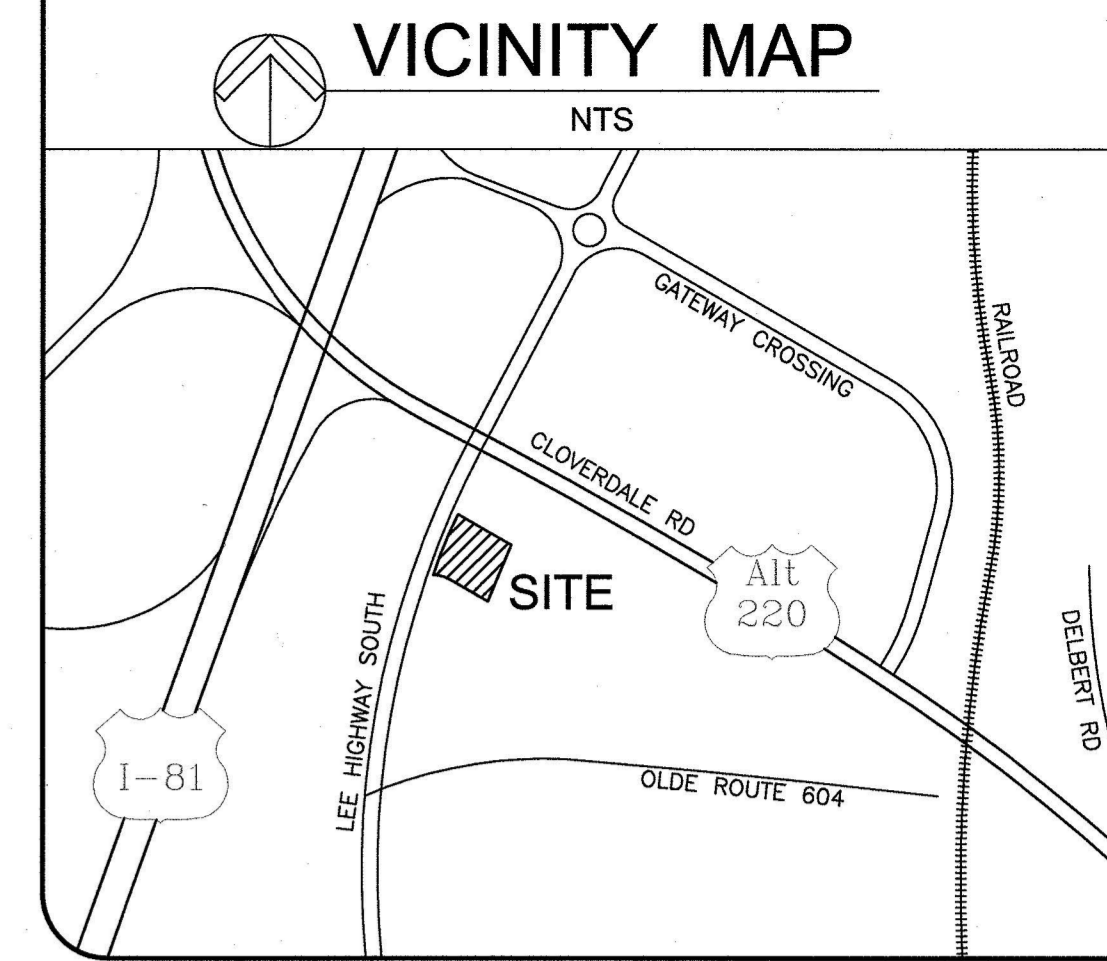 VICINITY MAP
NTS
GATEWAY CROSSING
RAILROAD
CLOVERDALE RD
SITE
Alt
220
DELBERT RD
LEE HIGHWAY SOUTH
I-81
OLDE ROUTE 604